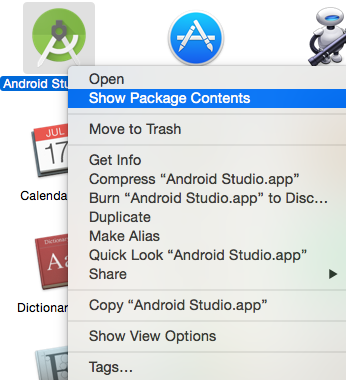 Android Stu
Open
Show Package Contents
Move to Trash
JUL
17
Get Info
Compress “Android Studio.app”
Burn “Android Studio.app” to Disc…
Calenda
Duplicate
Make Alias
Quick Look “Android Studio.app”
Share
Aa
Dictionar
Copy “Android Studio.app”
Show View Options
Tags…